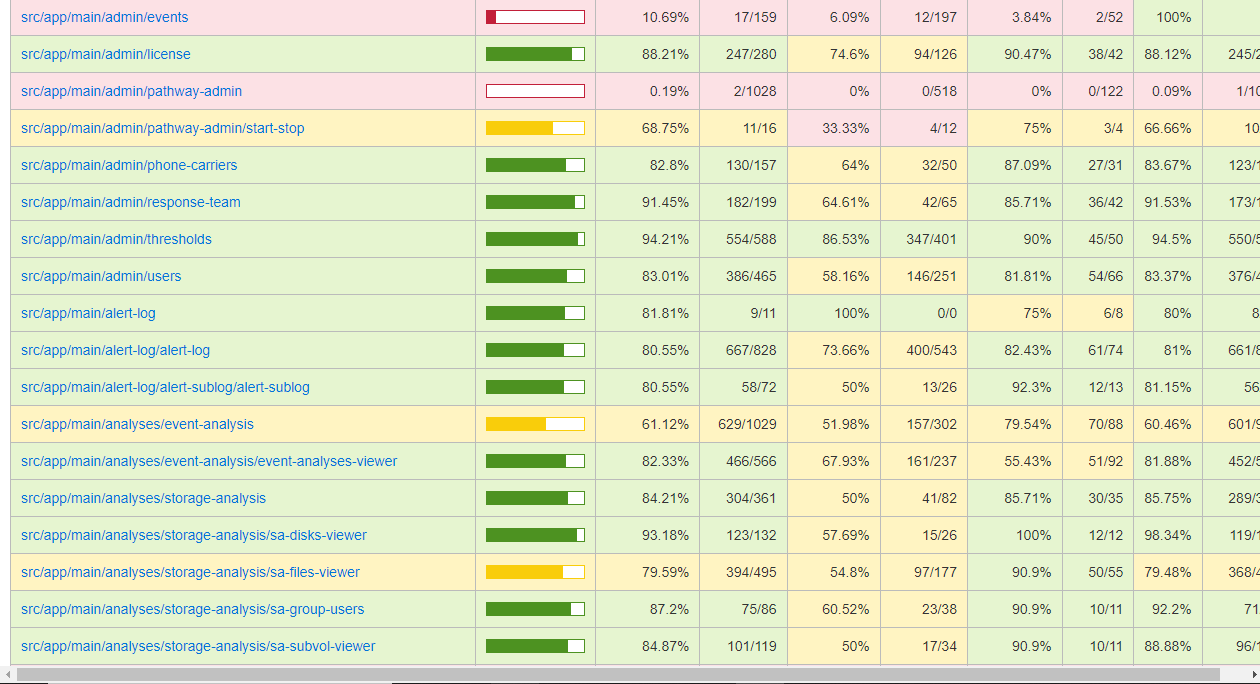 src/app/main/admin/events 10.69% 17/159 6.09% 12/197 3.84% 2/52 100%
src/app/main/admin/license 88.21% 247/280 74.6% 94/126 90.47% 38/42 88.12% 245/2
src/app/main/admin/pathway-admin 0.19% 2/1028 0% 0/518 0% 0/122 0.09% 1/10
src/app/main/admin/pathway-admin/start-stop 68.75% 11/16 33.33% 4/12 75% 3/4 66.66% 10
src/app/main/admin/phone-carriers 82.8% 130/157 64% 32/50 87.09% 27/31 83.67% 123/1
src/app/main/admin/response-team 91.45% 182/199 64.61% 42/65 85.71% 36/42 91.53% 173/1
src/app/main/admin/thresholds 94.21% 554/588 86.53% 347/401 90% 45/50 94.5% 550/5
src/app/main/admin/users 83.01% 386/465 58.16% 146/251 81.81% 54/66 83.37% 376/4
src/app/main/alert-log 81.81% 9/11 100% 0/0 75% 6/8 80% 8
src/app/main/alert-log/alert-log 80.55% 667/828 73.66% 400/543 82.43% 61/74 81% 661/8
src/app/main/alert-log/alert-sublog/alert-sublog 80.55% 58/72 50% 13/26 92.3% 12/13 81.15% 56
src/app/main/analyses/event-analysis 61.12% 629/1029 51.98% 157/302 79.54% 70/88 60.46% 601/9
src/app/main/analyses/event-analysis/event-analyses-viewer 82.33% 466/566 67.93% 161/237 55.43% 51/92 81.88% 452/5
src/app/main/analyses/storage-analysis 84.21% 304/361 50% 41/82 85.71% 30/35 85.75% 289/3
src/app/main/analyses/storage-analysis/sa-disks-viewer 93.18% 123/132 57.69% 15/26 100% 12/12 98.34% 119/1
src/app/main/analyses/storage-analysis/sa-files-viewer 79.59% 394/495 54.8% 97/177 90.9% 50/55 79.48% 368/4
src/app/main/analyses/storage-analysis/sa-group-users 87.2% 75/86 60.52% 23/38 90.9% 10/11 92.2% 71
src/app/main/analyses/storage-analysis/sa-subvol-viewer 84.87% 101/119 50% 17/34 90.9% 10/11 88.88% 96/1